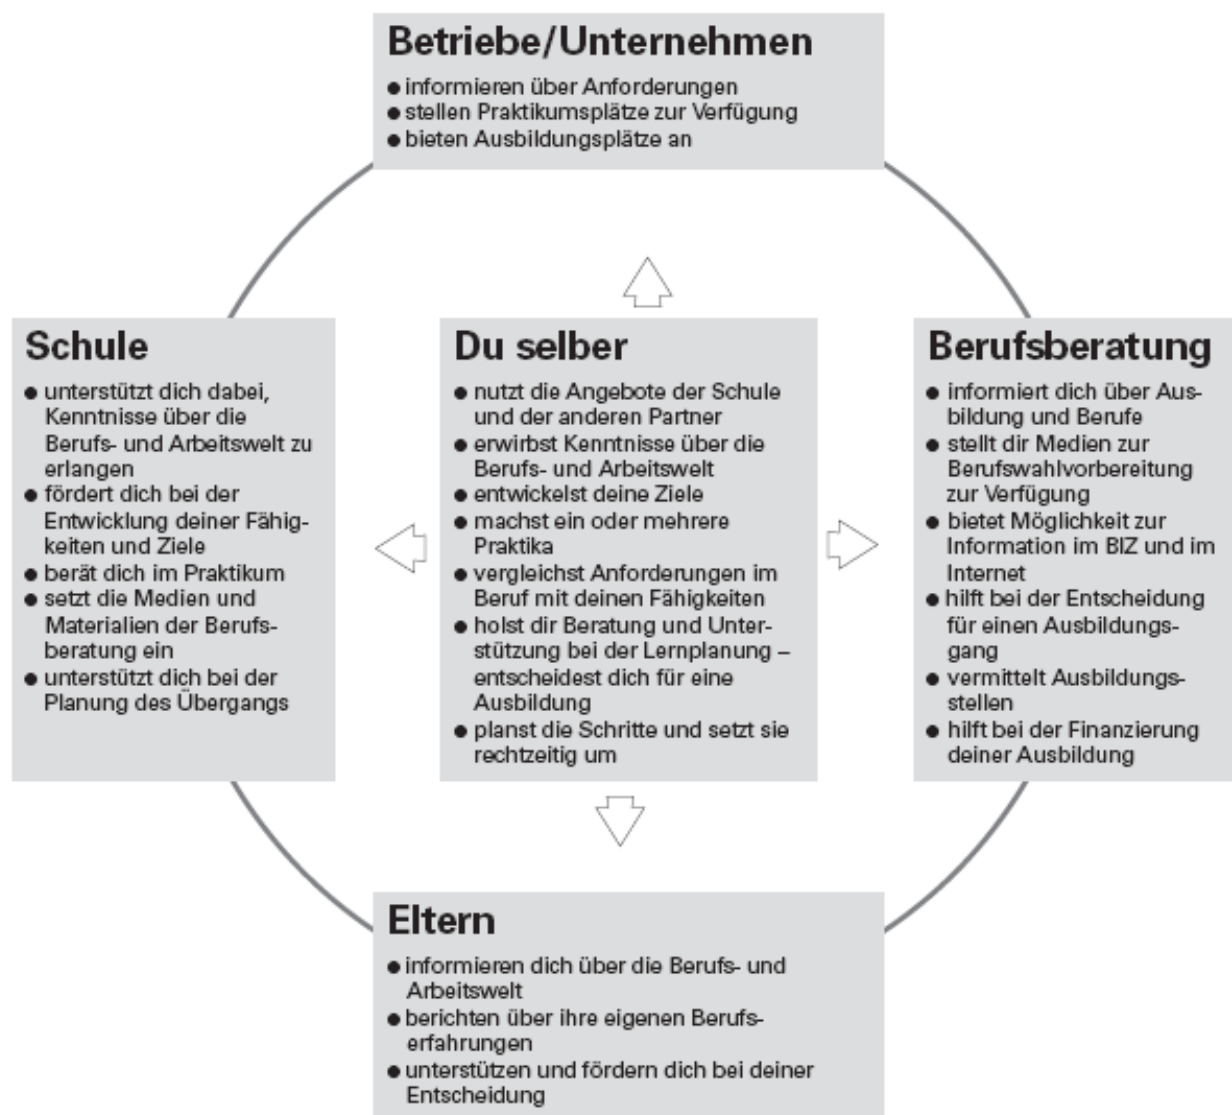 Betriebe/Unternehmen
● informieren über Anforderungen
● stellen Praktikumsplätze zur Verfügung
● bieten Ausbildungsplätze an
Schule
● unterstützt dich dabei,
Kenntnisse über die
Berufs- und Arbeitswelt zu
erlangen
● fördert dich bei der
Entwicklung deiner Fähig-
keiten und Ziele
● berät dich im Praktikum
● setzt die Medien und
Materialien der Berufs-
beratung ein
● unterstützt dich bei der
Planung des Übergangs
Du selber
● nutzt die Angebote der Schule
und der anderen Partner
● erwirbst Kenntnisse über die
Berufs- und Arbeitswelt
● entwickelst deine Ziele
● machst ein oder mehrere
Praktika
● vergleichst Anforderungen im
Beruf mit deinen Fähigkeiten
● holst dir Beratung und Unter-
stützung bei der Lernplanung –
entscheidest dich für eine
Ausbildung
● planst die Schritte und setzt sie
rechtzeitig um
Berufsberatung
● informiert dich über Aus-
bildung und Berufe
● stellt dir Medien zur
Berufswahlvorbereitung
zur Verfügung
● bietet Möglichkeit zur
Information im BIZ und im
Internet
● hilft bei der Entscheidung
für einen Ausbildungs-
gang
● vermittelt Ausbildungs-
stellen
● hilft bei der Finanzierung
deiner Ausbildung
Eltern
● informieren dich über die Berufs- und
Arbeitswelt
● berichten über ihre eigenen Berufs-
erfahrungen
● unterstützen und fördern dich bei deiner
Entscheidung